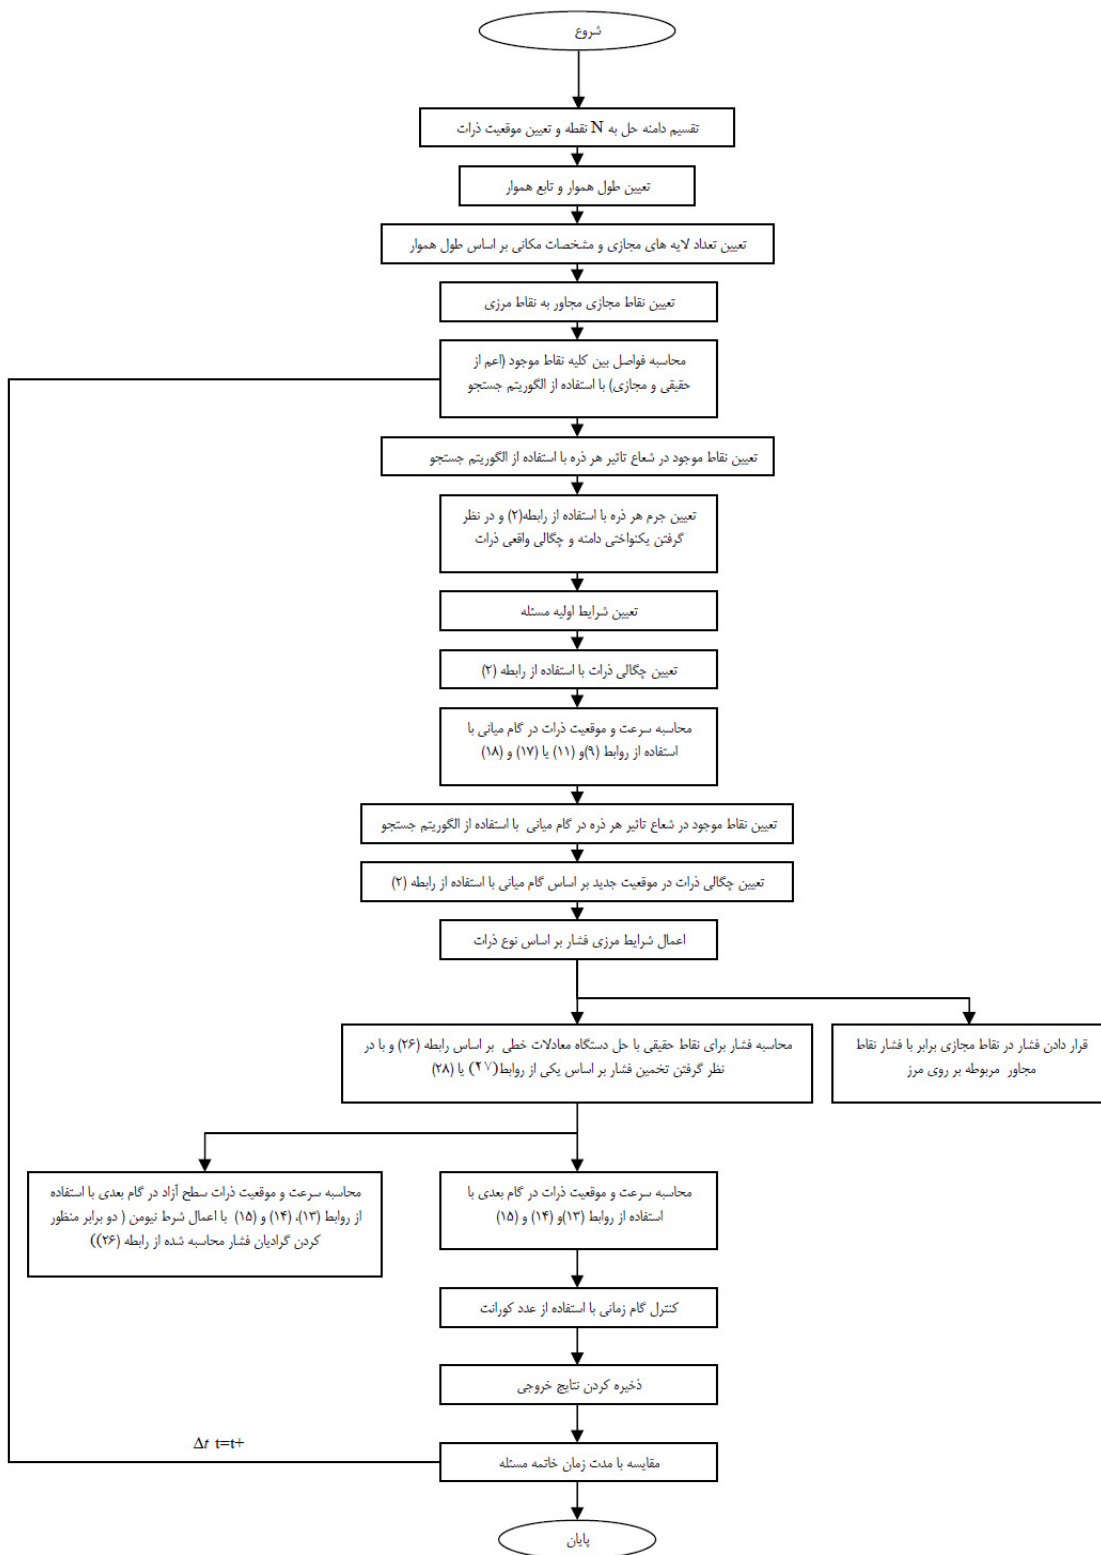 شروع
تقسیم دامنه حل به N نقطه و تعیین موقعیت ذرات
تعیین طول هموار و تابع هموار
تعیین تعداد لایه های مجازی و مشخصات مکانی بر اساس طول هموار
تعیین نقاط مجازی مجاور به نقاط مرزی
محاسبه فواصل بین کلیه نقاط موجود (اعم از
حقیقی و مجازی) با استفاده از الگوریتم جستجو
تعیین نقاط موجود در شعاع تاثیر هر ذره با استفاده از الگوریتم جستجو
تعیین جرم هر ذره با استفاده از رابطه(۲) و در نظر
گرفتن یکنواختی دامنه و چگالی واقعی ذرات
تعیین شرایط اولیه مسئله
تعیین چگالی ذرات با استفاده از رابطه (۲)
محاسبه سرعت و موقعیت ذرات در گام میانی با
استفاده از روابط (۹)و (۱۱) یا (۱۷) و (۱۸)
تعیین نقاط موجود در شعاع تاثیر هر ذره در گام میانی با استفاده از الگوریتم جستجو
تعیین چگالی ذرات در موقعیت جدید بر اساس گام میانی با استفاده از رابطه (۲)
اعمال شرایط مرزی فشار بر اساس نوع ذرات
قرار دادن فشار در نقاط مجازی برابر با فشار نقاط
مجاور مربوطه بر روی مرز
محاسبه فشار برای نقاط حقیقی با حل دستگاه معادلات خطی بر اساس رابطه (۲۶) و با در
نظر گرفتن تخمین فشار بر اساس یکی از روابط(۲۷) یا (۲۸)
محاسبه سرعت و موقعیت ذرات در گام بعدی با
استفاده از روابط (۱۳)و (۱۴) و (۱۵)
محاسبه سرعت و موقعیت ذرات سطح آزاد در گام بعدی با استفاده
از روابط (۱۳)، (۱۴) و (۱۵) با اعمال شرط نیومن ( دو برابر منظور
کردن گرادیان فشار محاسبه شده از رابطه (۲۶))
کنترل گام زمانی با استفاده از عدد کورانت
ذخیره کردن نتایج خروجی
Δt t=t+
مقایسه با مدت زمان خاتمه مسئله
پایان